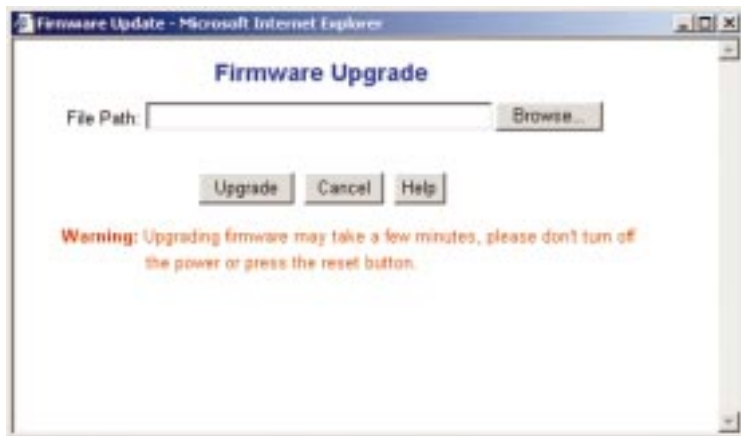 Firmware Update - Microsoft Internet Explorer
Firmware Upgrade
File Path: Browse...
Upgrade Cancel Help
Warning: Upgrading firmware may take a few minutes, please don't turn off
the power or press the reset button.